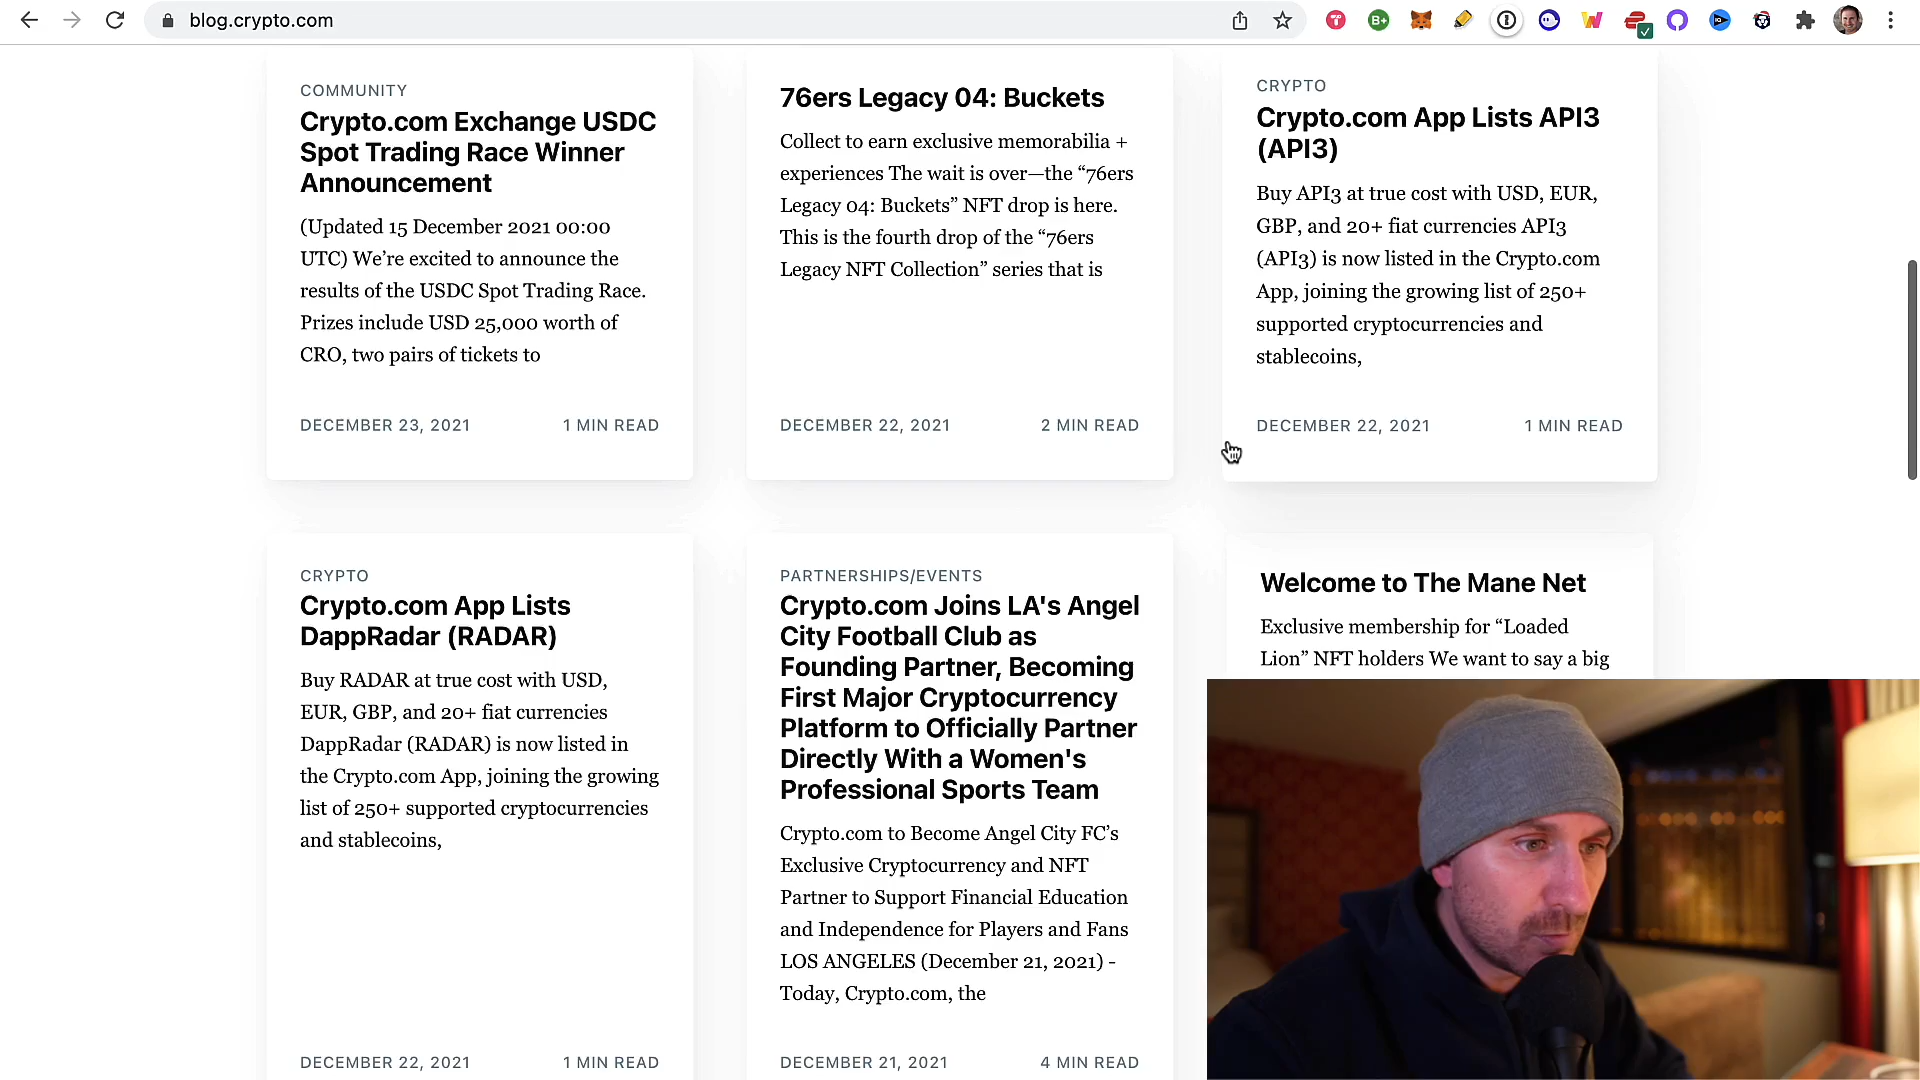 blog.crypto.com
COMMUNITY
Crypto.com Exchange USDC
Spot Trading Race Winner
Announcement
(Updated 15 December 2021 00:00
UTC) We’re excited to announce the
results of the USDC Spot Trading Race.
Prizes include USD 25,000 worth of
CRO, two pairs of tickets to
DECEMBER 23, 2021
1 MIN READ
76ers Legacy 04: Buckets
Collect to earn exclusive memorabilia +
experiences The wait is over—the “76ers
Legacy 04: Buckets” NFT drop is here.
This is the fourth drop of the “76ers
Legacy NFT Collection” series that is
DECEMBER 22, 2021
2 MIN READ
CRYPTO
Crypto.com App Lists API3
(API3)
Buy API3 at true cost with USD, EUR,
GBP, and 20+ fiat currencies API3
(API3) is now listed in the Crypto.com
App, joining the growing list of 250+
supported cryptocurrencies and
stablecoins,
DECEMBER 22, 2021
1 MIN READ
CRYPTO
Crypto.com App Lists
DappRadar (RADAR)
Buy RADAR at true cost with USD,
EUR, GBP, and 20+ fiat currencies
DappRadar (RADAR) is now listed in
the Crypto.com App, joining the growing
list of 250+ supported cryptocurrencies
and stablecoins,
DECEMBER 22, 2021
1 MIN READ
PARTNERSHIPS/EVENTS
Crypto.com Joins LA's Angel
City Football Club as
Founding Partner, Becoming
First Major Cryptocurrency
Platform to Officially Partner
Directly With a Women's
Professional Sports Team
Crypto.com to Become Angel City FC’s
Exclusive Cryptocurrency and NFT
Partner to Support Financial Education
and Independence for Players and Fans
LOS ANGELES (December 21, 2021) -
Today, Crypto.com, the
DECEMBER 21, 2021
4 MIN READ
Welcome to The Mane Net
Exclusive membership for “Loaded
Lion” NFT holders We want to say a big